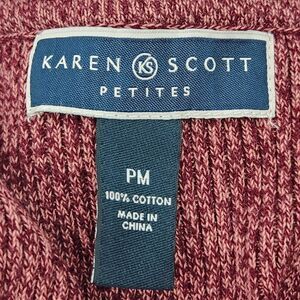 KAREN KS SCOTT
PETITES
PM
100% COTTON
MADE IN
CHINA